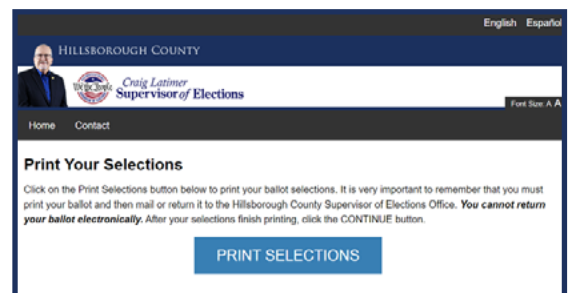 English Español
HILLSBOROUGH COUNTY
We the People
Craig Latimer
Supervisor of Elections
Font Size: A A
Home Contact
Print Your Selections
Click on the Print Selections button below to print your ballot selections. It is very important to remember that you must
print your ballot and then mail or return it to the Hillsborough County Supervisor of Elections Office. You cannot return
your ballot electronically. After your selections finish printing, click the CONTINUE button.
PRINT SELECTIONS